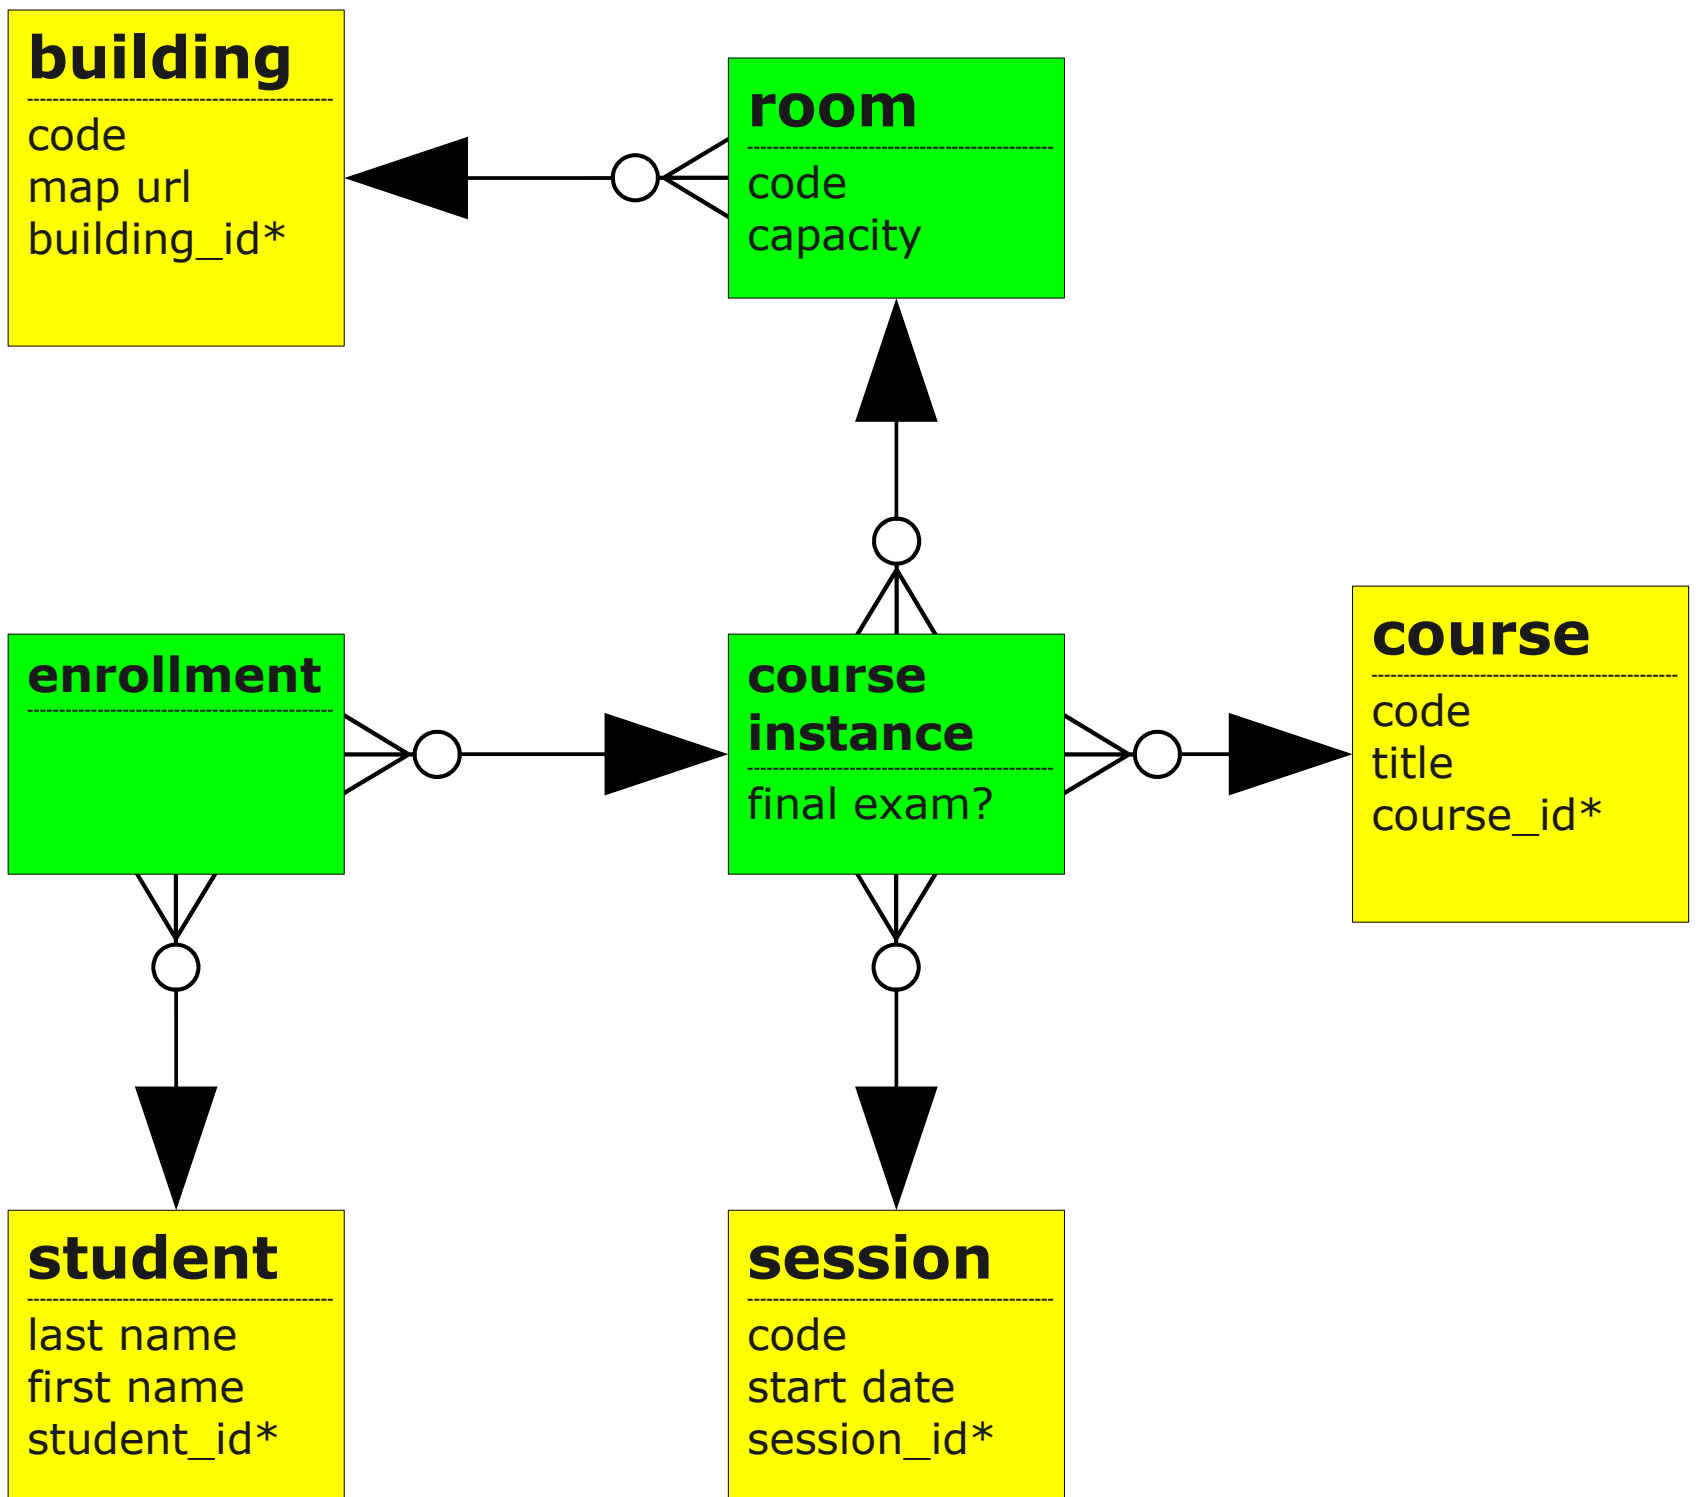 building
code
map url
building_id*
room
code
capacity
enrollment
course
instance
final exam?
course
code
title
course_id*
student
last name
first name
student_id*
session
code
start date
session_id*